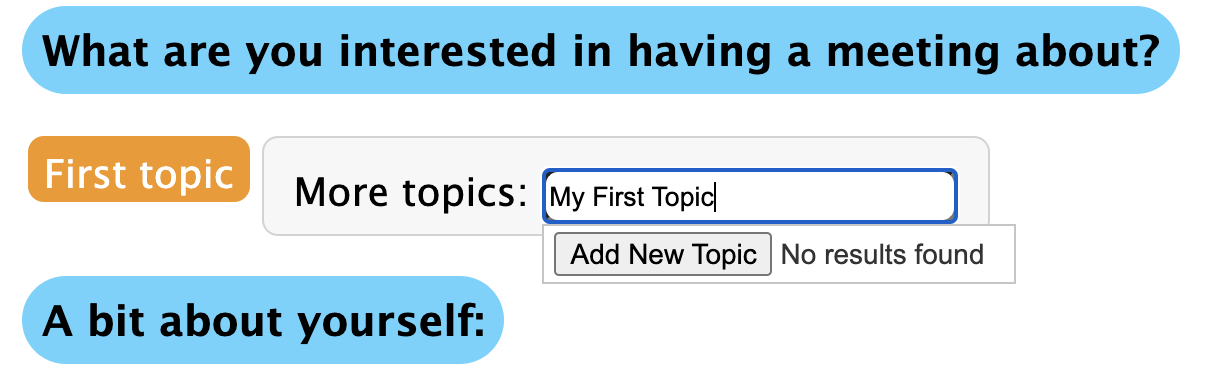 What are you interested in having a meeting about?
First topic
More topics: My First Topic
Add New Topic No results found
A bit about yourself: